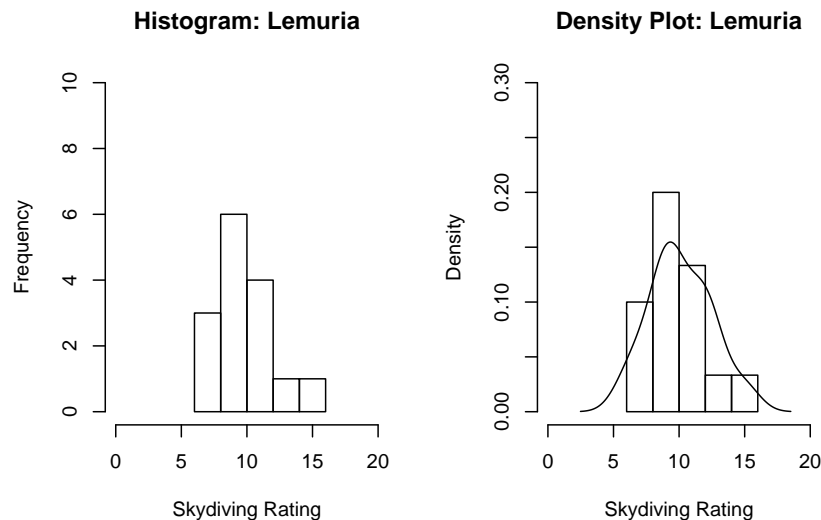 Histogram: Lemuria
Frequency
10
8
6
4
2
0
0 5 10 15 20
Skydiving Rating
Density Plot: Lemuria
Density
0.30
0.20
0.10
0.00
0 5 10 15 20
Skydiving Rating